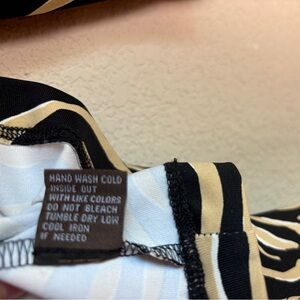 HAND WASH COLD
INSIDE OUT
WITH LIKE COLORS
DO NOT BLEACH
TUMBLE DRY LOW
COOL IRON
IF NEEDED